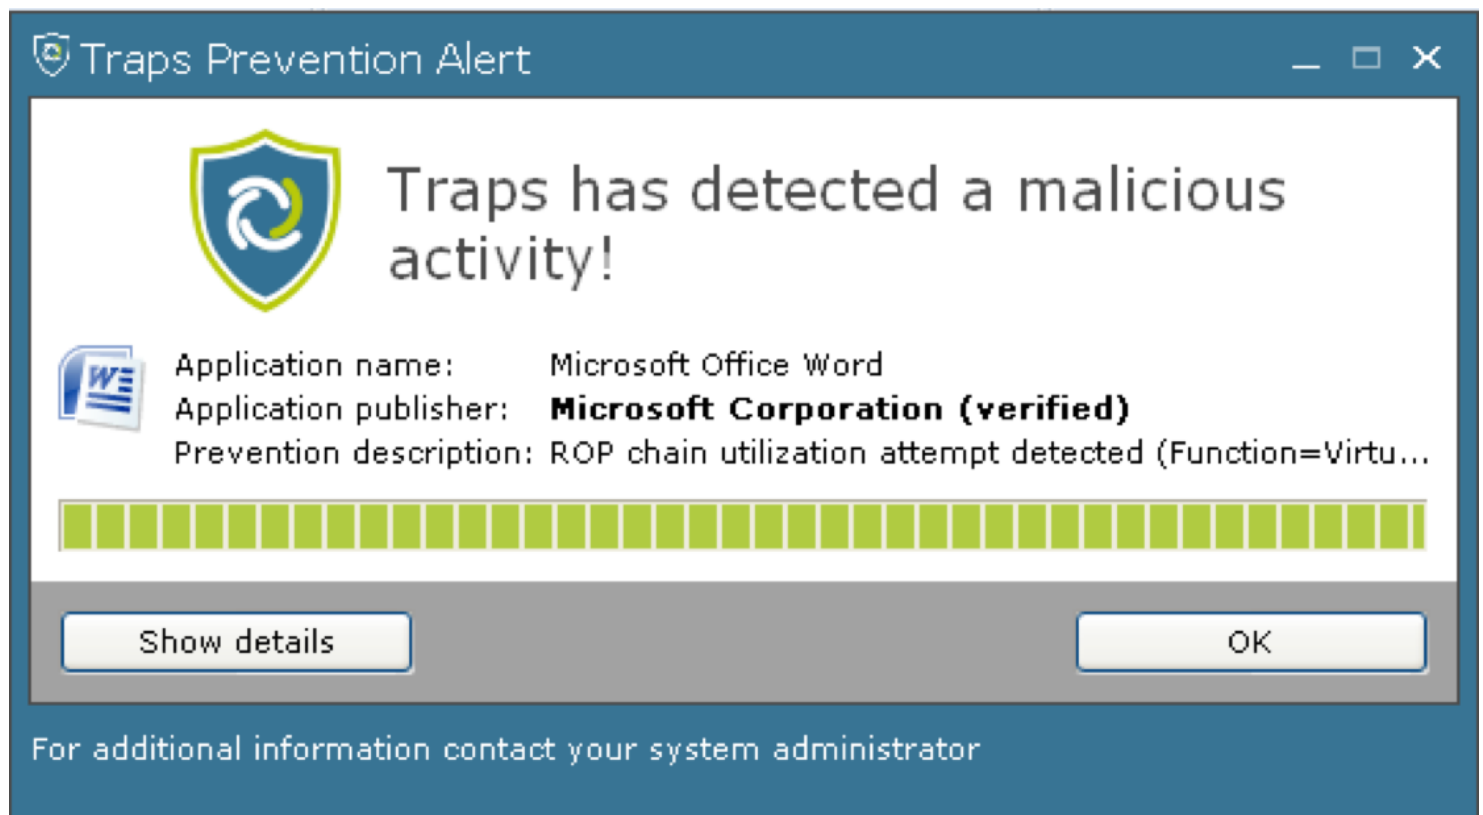 Traps Prevention Alert
Traps has detected a malicious
activity!
Application name: Microsoft Office Word
Application publisher: Microsoft Corporation (verified)
Prevention description: ROP chain utilization attempt detected (Function=Virtu...
Show details OK
For additional information contact your system administrator